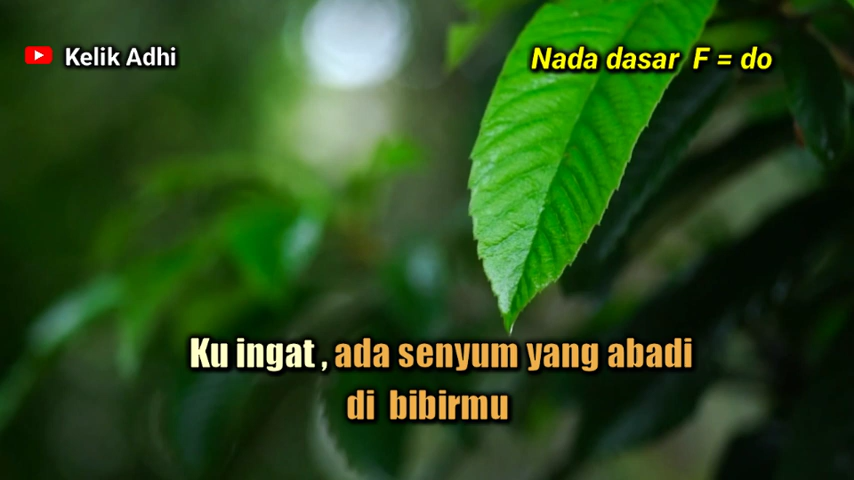 Kelik Adhi
Nada dasar F = do
Ku ingat , ada senyum yang abadi
di bibirmu